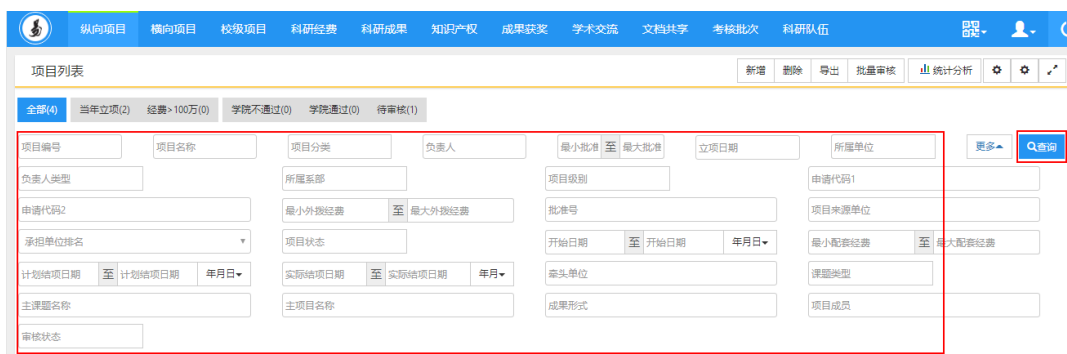 纵向项目 横向项目 校级项目 科研经费 科研成果 知识产权 成果获奖 学术交流 文档共享 考核批次 科研队伍
项目列表 新增 删除 导出 批量审核 统计分析
全部(4) 当年立项(2) 经费>100万(0) 学院不通过(0) 学院通过(0) 待审核(1)
项目编号 项目名称 项目分类 负责人 最小批准 至 最大批准 立项日期 所属单位 更多 查询
负责人类型 所属系部 项目级别 申请代码1
申请代码2 最小外拨经费 至 最大外拨经费 批准号 项目来源单位
承担单位排名 项目状态 开始日期 至 开始日期 年月日 最小配套经费 至 最大配套经费
计划结项日期 至 计划结项日期 年月日 实际结项日期 至 实际结项日期 年月 牵头单位 课题类型
主课题名称 主项目名称 成果形式 项目成员
审核状态